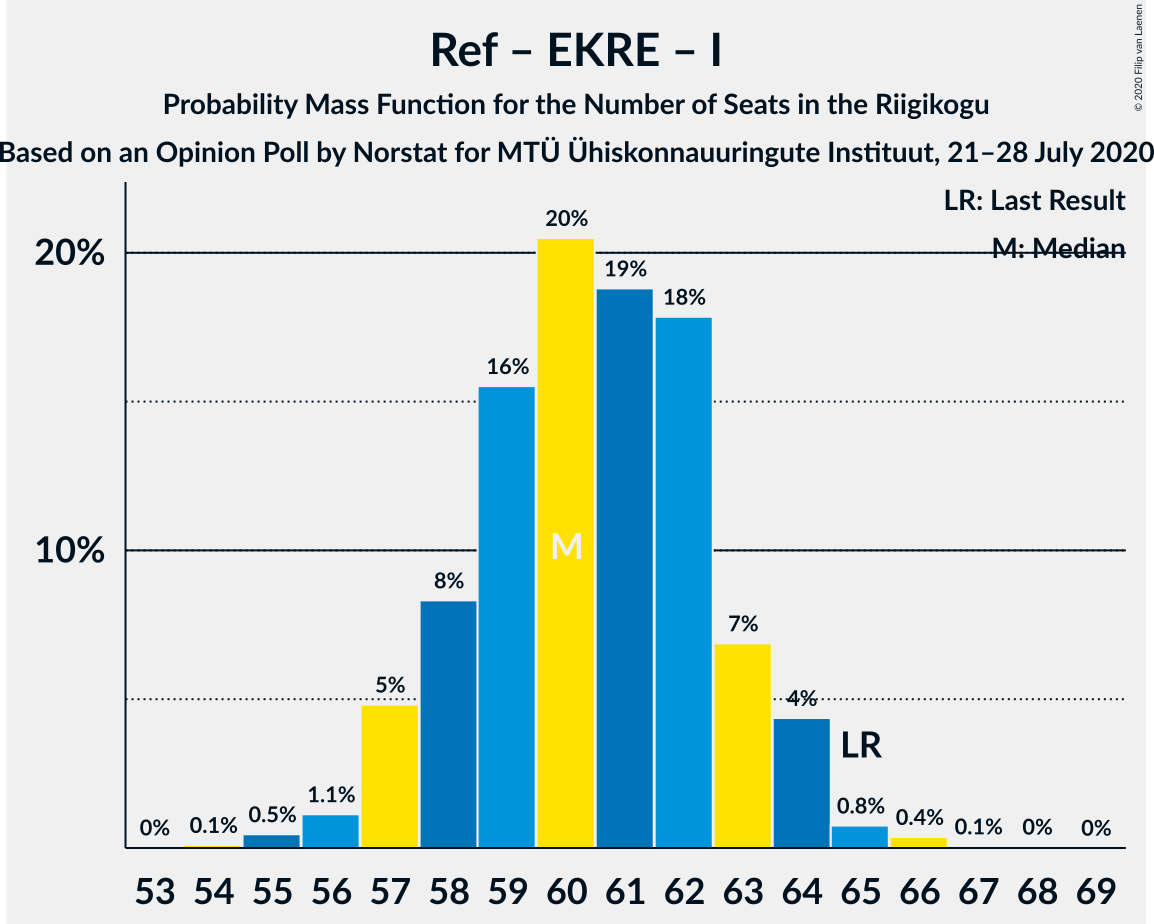 Ref – EKRE – I
Probability Mass Function for the Number of Seats in the Riigikogu
Based on an Opinion Poll by Norstat for MTÜ Ühiskonnauuringute Instituut, 21–28 July 2020
© 2020 Filip van Laenen
LR: Last Result
M: Median
20%
10%
0% 0.1% 0.5% 1.1% 5% 8% 16% 20% 19% 18% 7% 4% 0.8% 0.4% 0.1% 0% 0%
M
LR
53 54 55 56 57 58 59 60 61 62 63 64 65 66 67 68 69